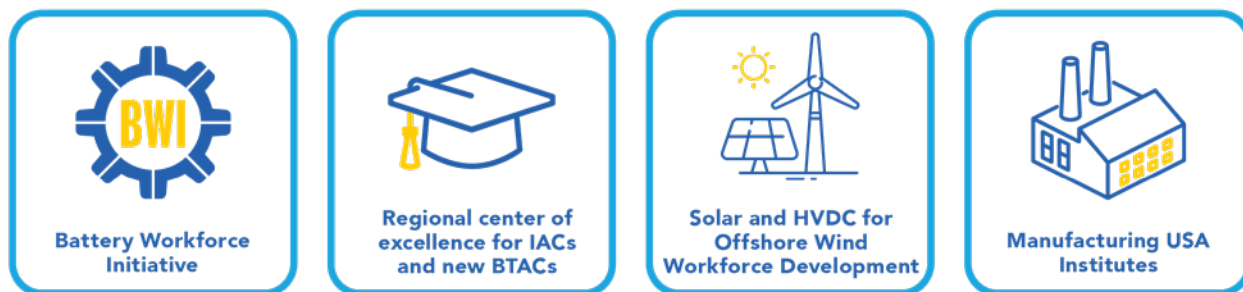 BWI
Battery Workforce
Initiative
Regional center of
excellence for IACs
and new BTACs
Solar and HVDC for
Offshore Wind
Workforce Development
Manufacturing USA
Institutes